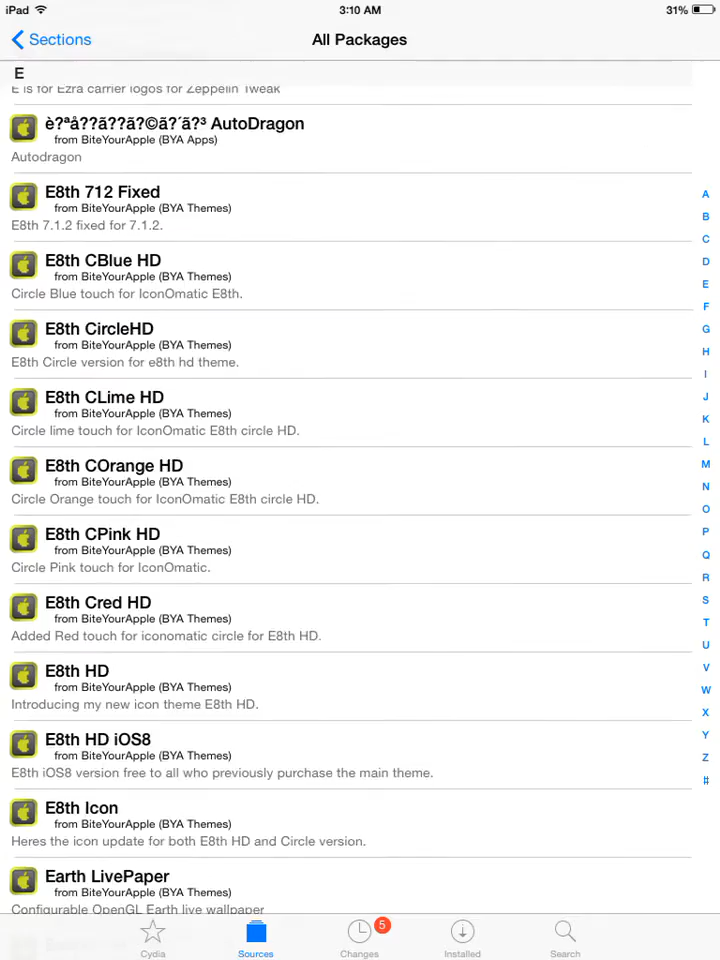 iPad
3:10 AM
31%
Sections
All Packages
E
E is for Ezra carrier logos for Zeppelin Tweak
è?ªå??ã??ã?©ã?´ã?³ AutoDragon
from BiteYourApple (BYA Apps)
Autodragon
E8th 712 Fixed
from BiteYourApple (BYA Themes)
E8th 7.1.2 fixed for 7.1.2.
E8th CBlue HD
from BiteYourApple (BYA Themes)
Circle Blue touch for IconOmatic E8th.
E8th CircleHD
from BiteYourApple (BYA Themes)
E8th Circle version for e8th hd theme.
E8th CLime HD
from BiteYourApple (BYA Themes)
Circle lime touch for IconOmatic E8th circle HD.
E8th COrange HD
from BiteYourApple (BYA Themes)
Circle Orange touch for IconOmatic E8th circle HD.
E8th CPink HD
from BiteYourApple (BYA Themes)
Circle Pink touch for IconOmatic.
E8th Cred HD
from BiteYourApple (BYA Themes)
Added Red touch for iconomatic circle for E8th HD.
E8th HD
from BiteYourApple (BYA Themes)
Introducing my new icon theme E8th HD.
E8th HD iOS8
from BiteYourApple (BYA Themes)
E8th iOS8 version free to all who previously purchase the main theme.
E8th Icon
from BiteYourApple (BYA Themes)
Heres the icon update for both E8th HD and Circle version.
Earth LivePaper
from BiteYourApple (BYA Themes)
Configurable OpenGL Earth live wallpaper
A
B
C
D
E
F
G
H
I
J
K
L
M
N
O
P
Q
R
S
T
U
V
W
X
Y
Z
#
5
Cydia
Sources
Changes
Installed
Search